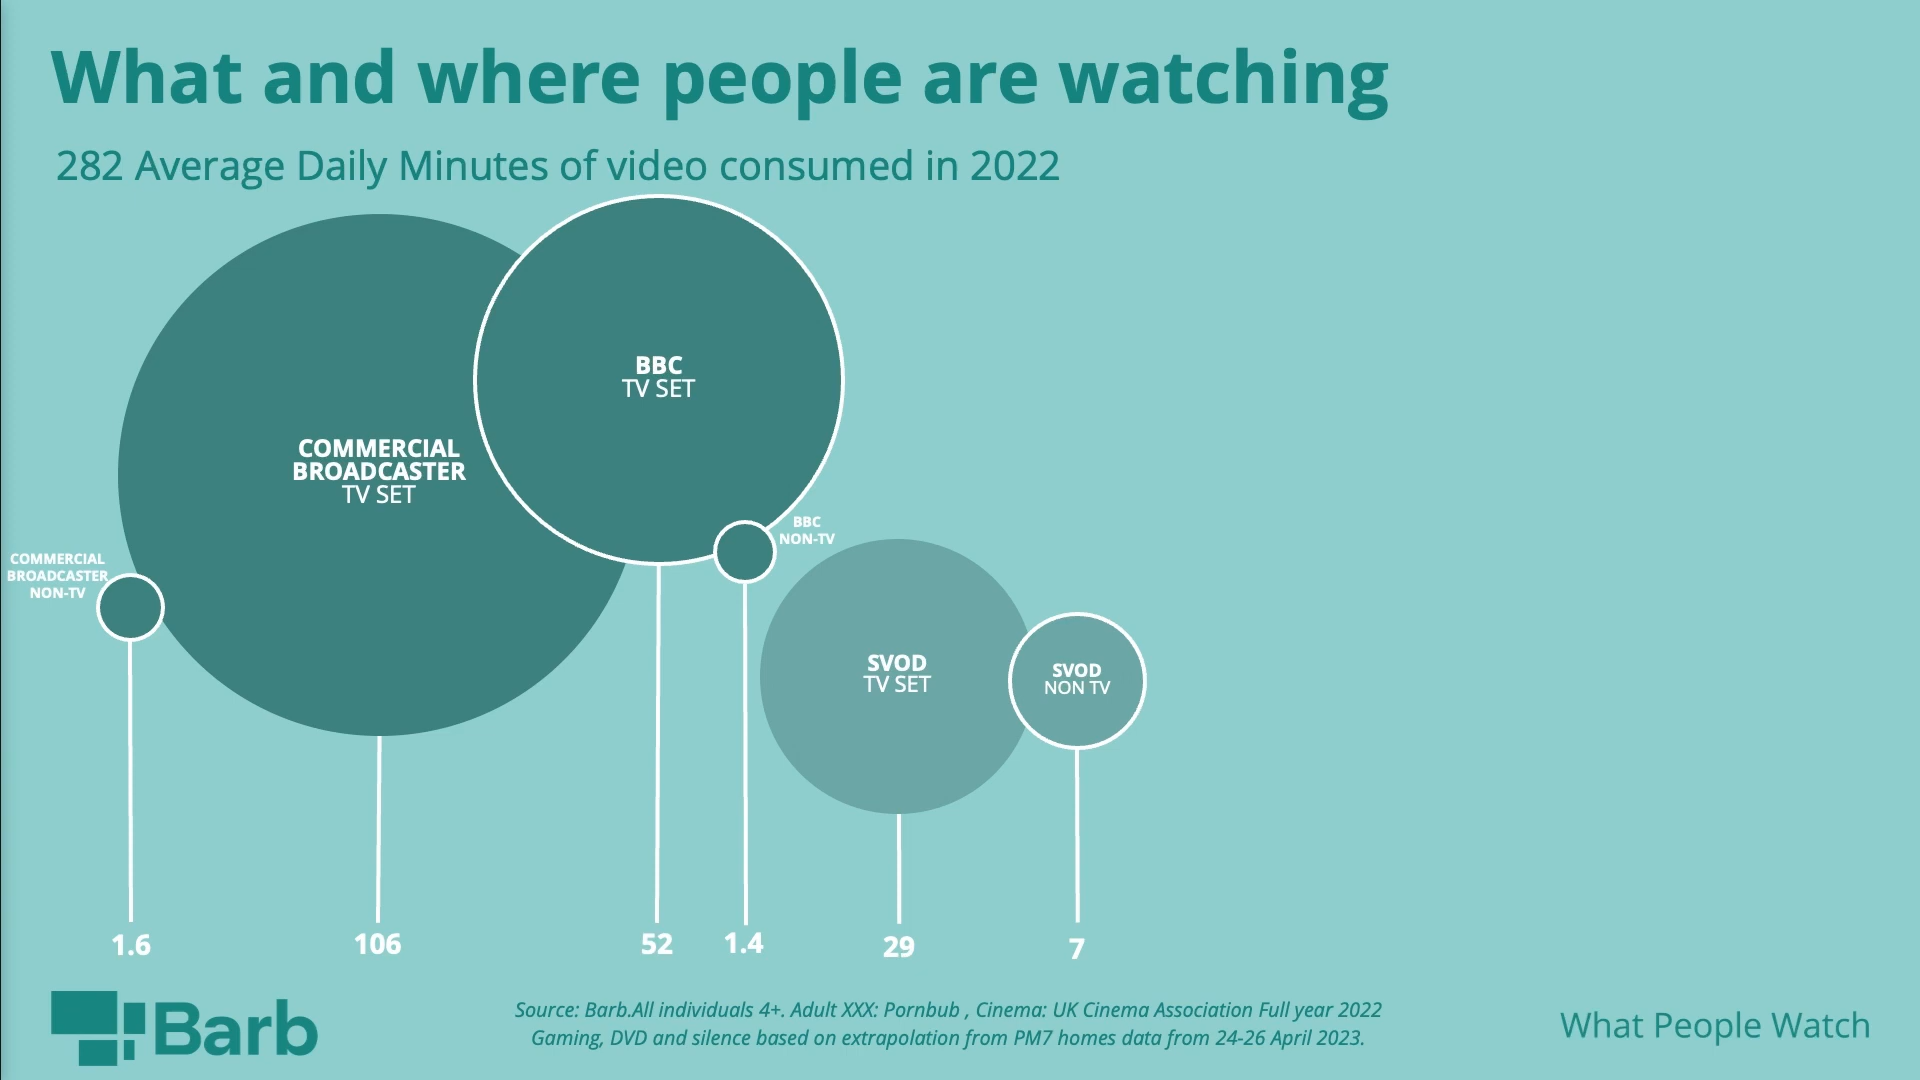 What and where people are watching
282 Average Daily Minutes of video consumed in 2022
BBC
TV SET
COMMERCIAL
BROADCASTER
TV SET
BBC
NON-TV
COMMERCIAL
BROADCASTER
NON-TV
SVOD
TV SET
SVOD
NON TV
1.6
106
52
1.4
29
7
Barb
Source: Barb.All individuals 4+. Adult XXX: Pornbub , Cinema: UK Cinema Association Full year 2022
Gaming, DVD and silence based on extrapolation from PM7 homes data from 24-26 April 2023.
What People Watch